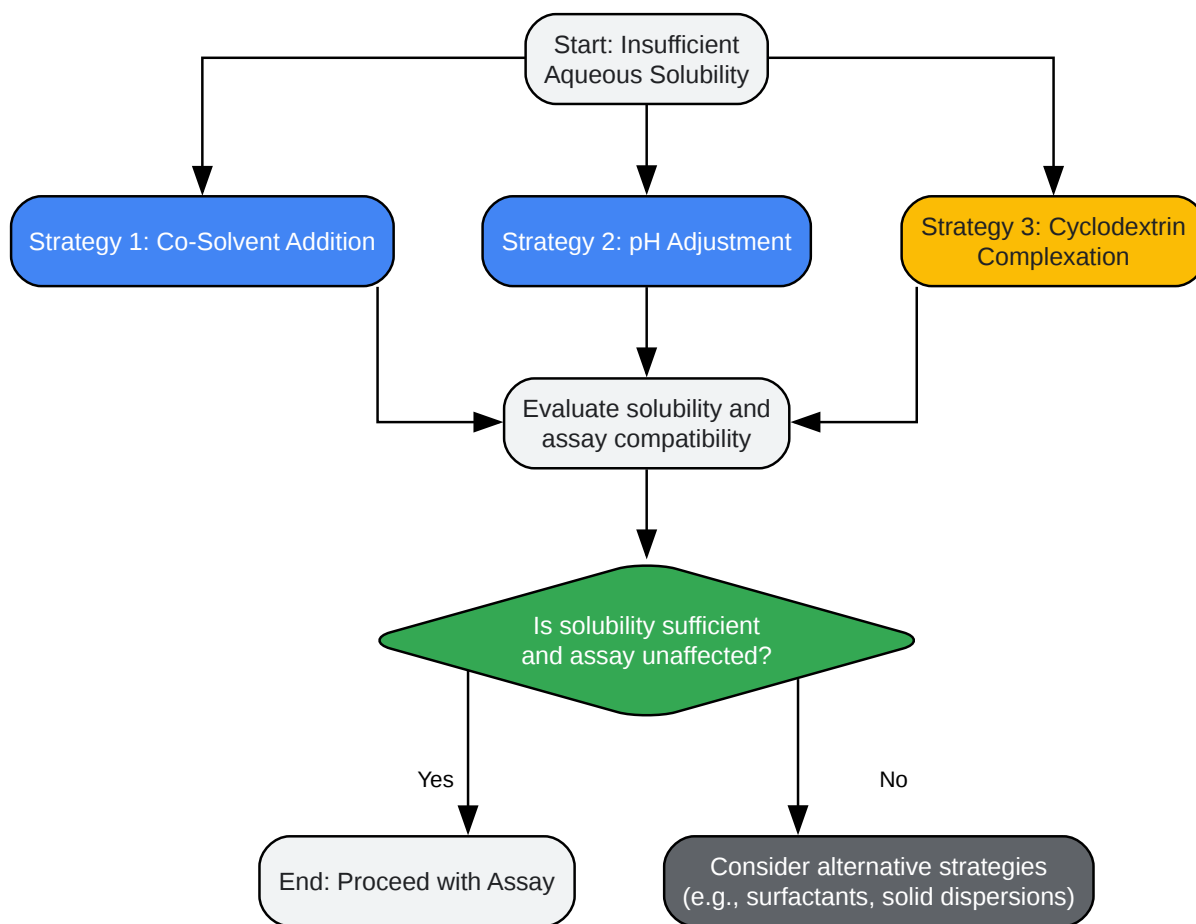 Start: Insufficient
Aqueous Solubility
Strategy 1: Co-Solvent Addition
Strategy 2: pH Adjustment
Strategy 3: Cyclodextrin
Complexation
Evaluate solubility and
assay compatibility
Is solubility sufficient
and assay unaffected?
Yes
No
End: Proceed with Assay
Consider alternative strategies
(e.g., surfactants, solid dispersions)